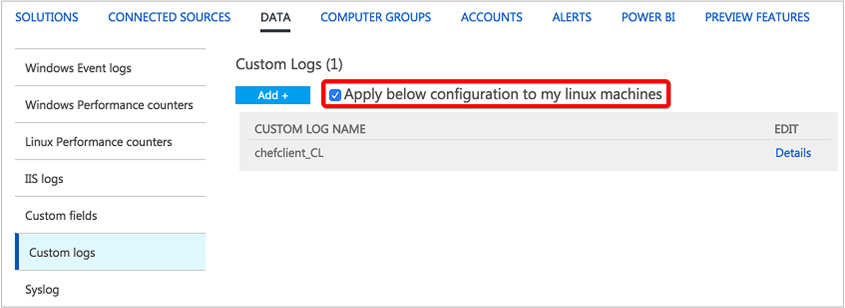 SOLUTIONS CONNECTED SOURCES DATA COMPUTER GROUPS ACCOUNTS ALERTS POWER BI PREVIEW FEATURES
Windows Event logs
Windows Performance counters
Linux Performance counters
IIS logs
Custom fields
Custom logs
Syslog
Custom Logs (1)
Add + Apply below configuration to my linux machines
CUSTOM LOG NAME EDIT
chefclient_CL Details